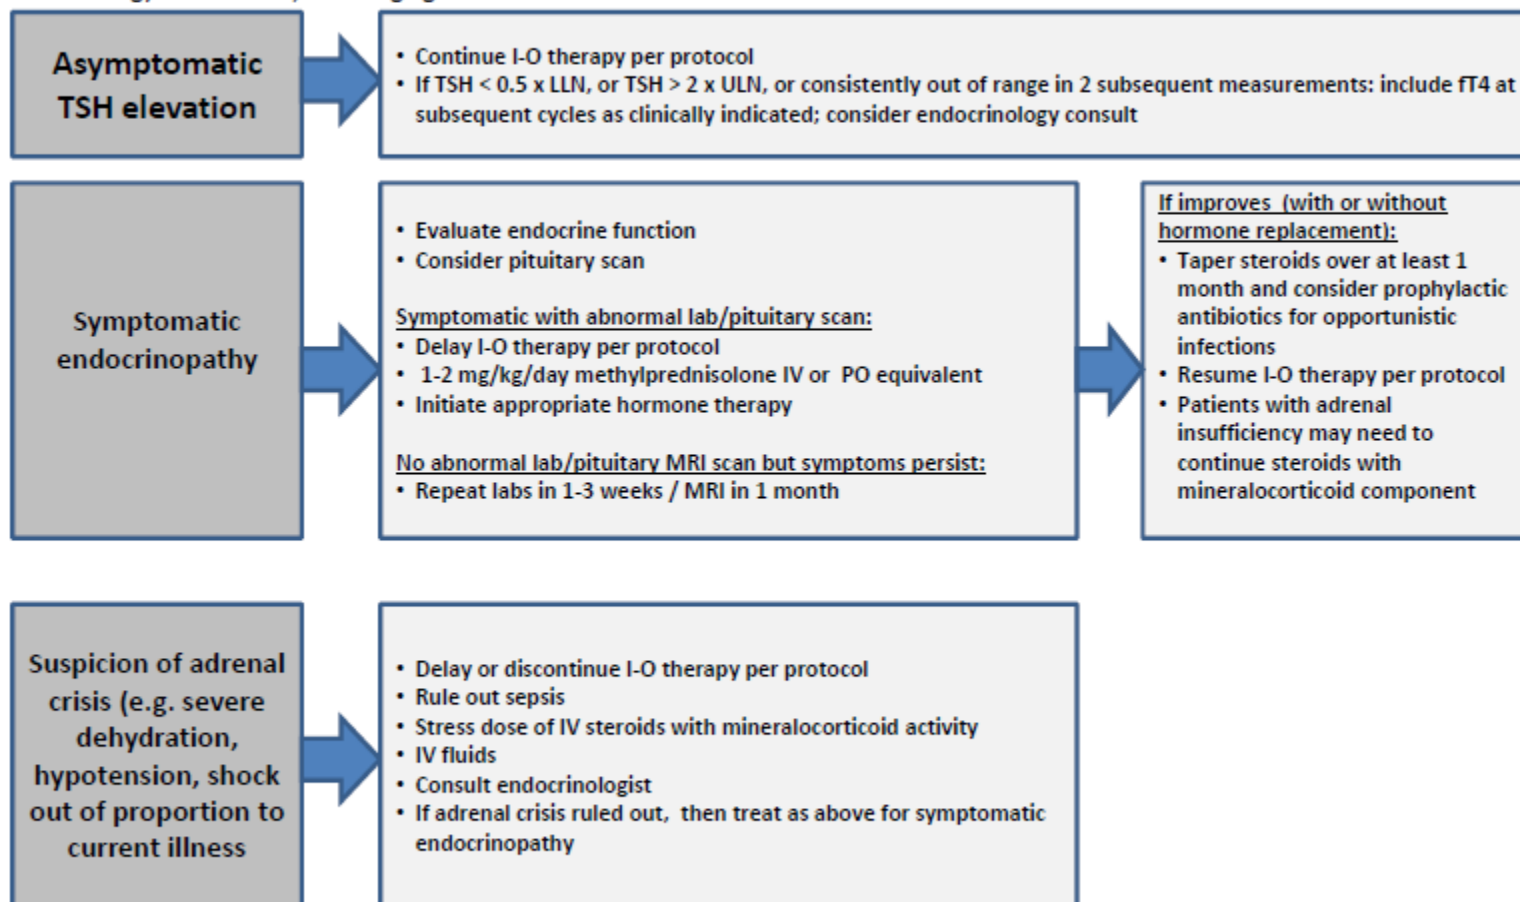 Asymptomatic
TSH elevation
• Continue I-O therapy per protocol
• If TSH < 0.5 x LLN, or TSH > 2 x ULN, or consistently out of range in 2 subsequent measurements: include fT4 at
subsequent cycles as clinically indicated; consider endocrinology consult
Symptomatic
endocrinopathy
• Evaluate endocrine function
• Consider pituitary scan
Symptomatic with abnormal lab/pituitary scan:
• Delay I-O therapy per protocol
• 1-2 mg/kg/day methylprednisolone IV or PO equivalent
• Initiate appropriate hormone therapy
No abnormal lab/pituitary MRI scan but symptoms persist:
• Repeat labs in 1-3 weeks / MRI in 1 month
If improves (with or without
hormone replacement):
• Taper steroids over at least 1
month and consider prophylactic
antibiotics for opportunistic
infections
• Resume I-O therapy per protocol
• Patients with adrenal
insufficiency may need to
continue steroids with
mineralocorticoid component
Suspicion of adrenal
crisis (e.g. severe
dehydration,
hypotension, shock
out of proportion to
current illness
• Delay or discontinue I-O therapy per protocol
• Rule out sepsis
• Stress dose of IV steroids with mineralocorticoid activity
• IV fluids
• Consult endocrinologist
• If adrenal crisis ruled out, then treat as above for symptomatic
endocrinopathy